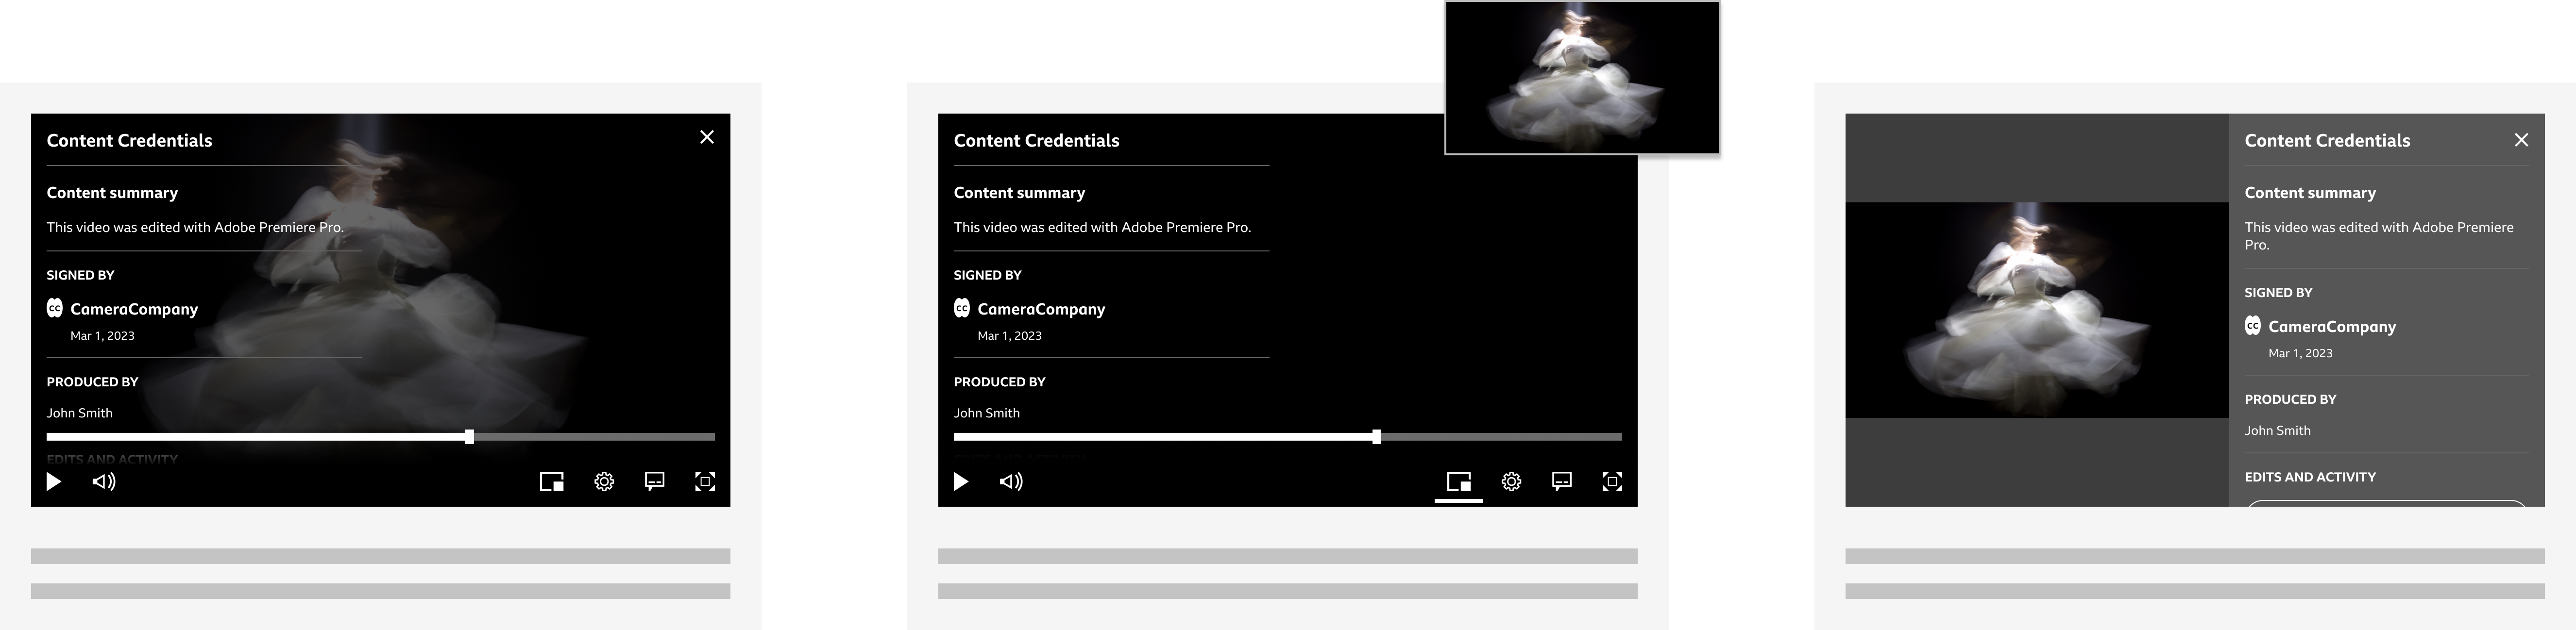 Content Credentials
Content summary
This video was edited with Adobe Premiere Pro.
SIGNED BY
cc CameraCompany
Mar 1, 2023
PRODUCED BY
John Smith
EDITS AND ACTIVITY
Content Credentials
Content summary
This video was edited with Adobe Premiere Pro.
SIGNED BY
cc CameraCompany
Mar 1, 2023
PRODUCED BY
John Smith
Content Credentials
Content summary
This video was edited with Adobe Premiere
Pro.
SIGNED BY
cc CameraCompany
Mar 1, 2023
PRODUCED BY
John Smith
EDITS AND ACTIVITY